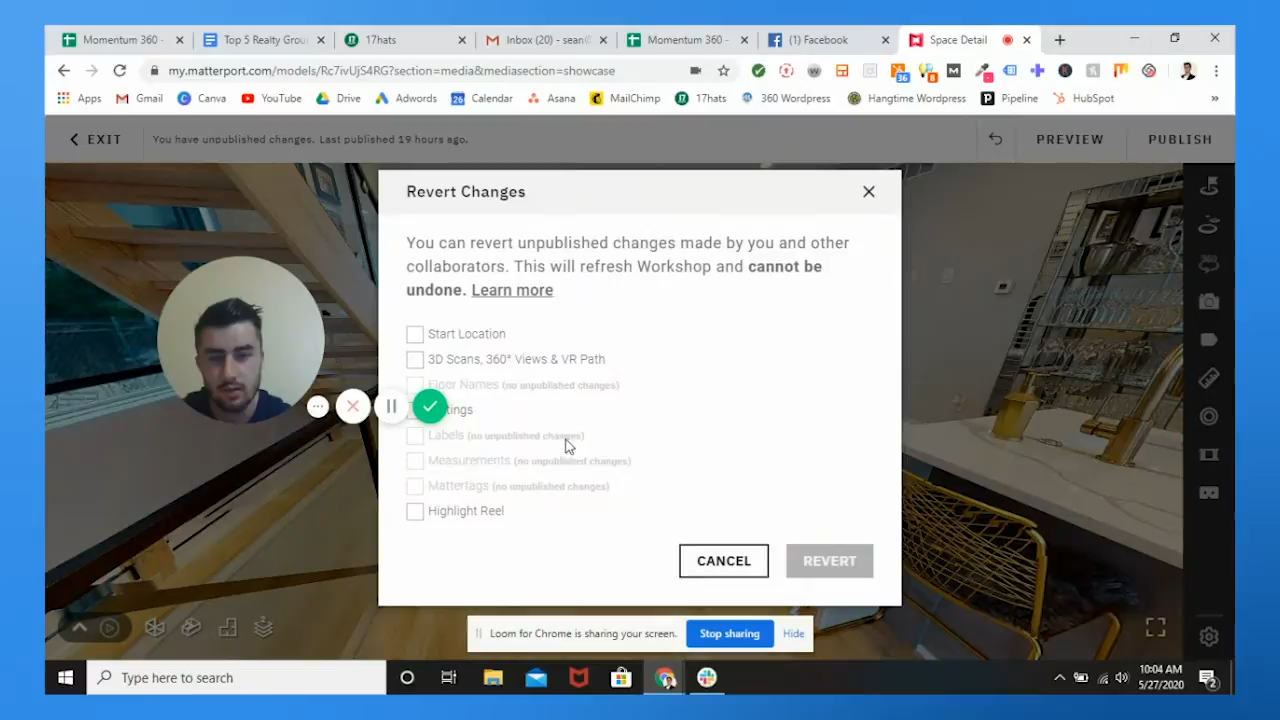 Momentum 360 -
Top 5 Realty Grou
17hats
Inbox (20) - sean@
Momentum 360 -
(1) Facebook
Space Detail
my.matterport.com/models/Rc7ivUjS4RG?section=media&mediasection=showcase
36
8
Apps
Gmail
Canva
YouTube
Drive
Adwords
26
Calendar
Asana
MailChimp
17hats
360 Wordpress
Hangtime Wordpress
Pipeline
HubSpot
»
EXIT
You have unpublished changes. Last published 19 hours ago.
PREVIEW
PUBLISH
Revert Changes
You can revert unpublished changes made by you and other
collaborators. This will refresh Workshop and cannot be
undone. Learn more
Start Location
3D Scans, 360° Views & VR Path
Floor Names (no unpublished changes)
tings
Labels (no unpublished changes)
Measurements (no unpublished changes)
Mattertags (no unpublished changes)
Highlight Reel
CANCEL
REVERT
Loom for Chrome is sharing your screen.
Stop sharing
Hide
Type here to search
10:04 AM
5/27/2020
2